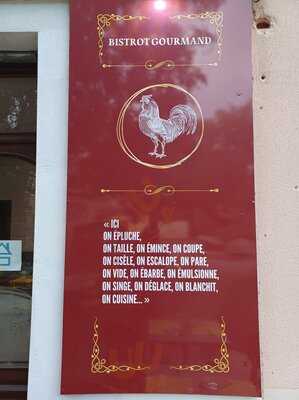 BISTROT GOURMAND
« ICI
ON EPLUCHE,
ON TAILLE, ON ÉMINCE, ON COUPE,
ON CISÈLE, ON ESCALOPE, ON PARE,
ON VIDE, ON ÉBARBE, ON ÉMULSIONNE,
ON SINGE, ON DÉGLACE, ON BLANCHIT,
ON CUISINE... »